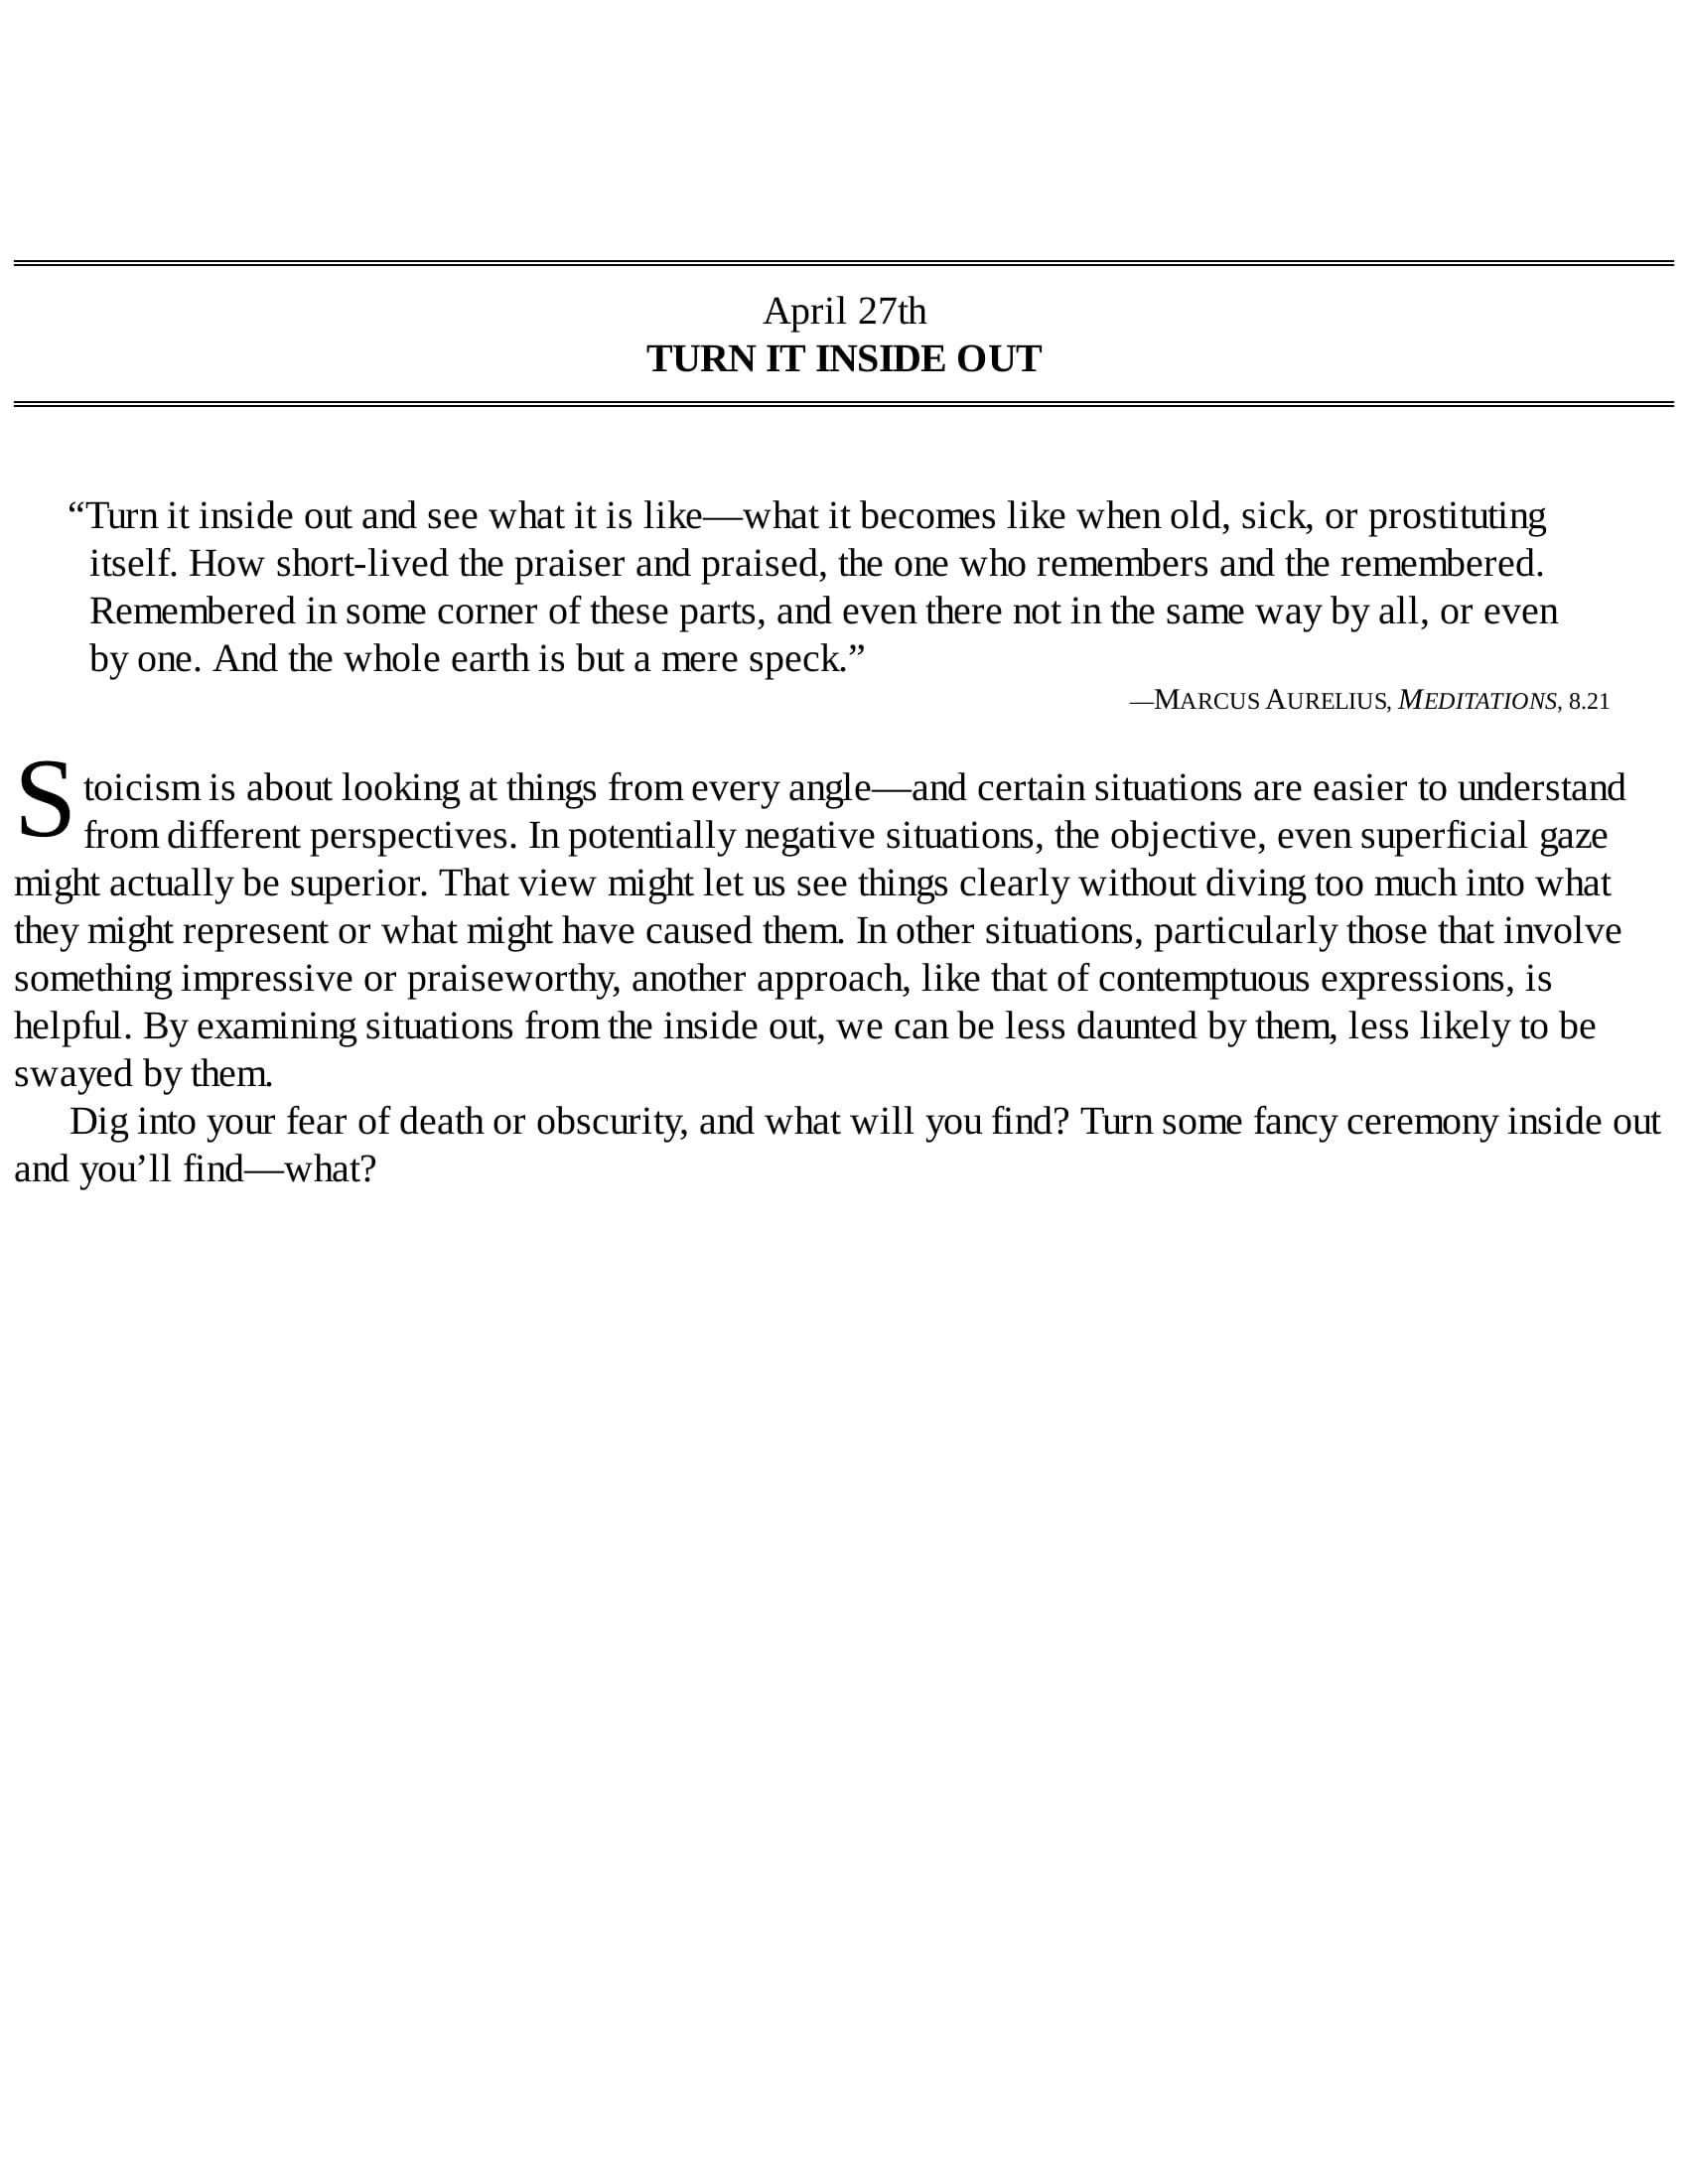 April 27th
TURN IT INSIDE OUT
“Turn it inside out and see what it is like—what it becomes like when old, sick, or prostituting
itself. How short-lived the praiser and praised, the one who remembers and the remembered.
Remembered in some corner of these parts, and even there not in the same way by all, or even
by one. And the whole earth is but a mere speck.”
—MARCUS AURELIUS, MEDITATIONS, 8.21
Stoicism is about looking at things from every angle—and certain situations are easier to understand
from different perspectives. In potentially negative situations, the objective, even superficial gaze
might actually be superior. That view might let us see things clearly without diving too much into what
they might represent or what might have caused them. In other situations, particularly those that involve
something impressive or praiseworthy, another approach, like that of contemptuous expressions, is
helpful. By examining situations from the inside out, we can be less daunted by them, less likely to be
swayed by them.
Dig into your fear of death or obscurity, and what will you find? Turn some fancy ceremony inside out
and you’ll find—what?